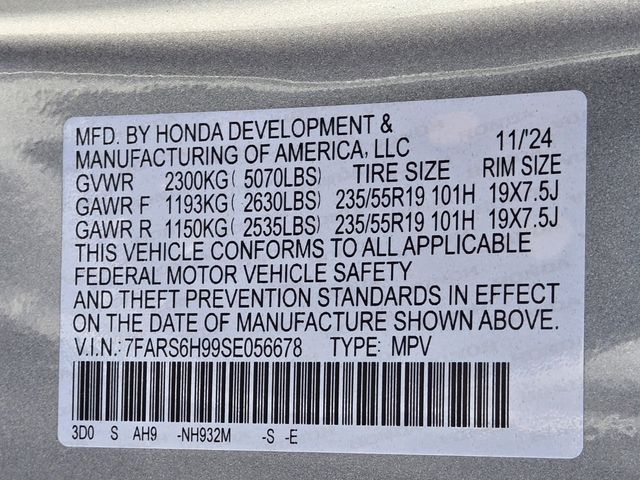 MFD. BY HONDA DEVELOPMENT &
MANUFACTURING OF AMERICA, LLC 11/'24
GVWR 2300KG( 5070LBS) TIRE SIZE RIM SIZE
GAWR F 1193KG( 2630LBS) 235/55R19 101H 19X7.5J
GAWR R 1150KG( 2535LBS) 235/55R19 101H 19X7.5J
THIS VEHICLE CONFORMS TO ALL APPLICABLE
FEDERAL MOTOR VEHICLE SAFETY
AND THEFT PREVENTION STANDARDS IN EFFECT
ON THE DATE OF MANUFACTURE SHOWN ABOVE.
V.I.N.:7FARS6H99SE056678 TYPE: MPV
3D0 S AH9 -NH932M -S -E